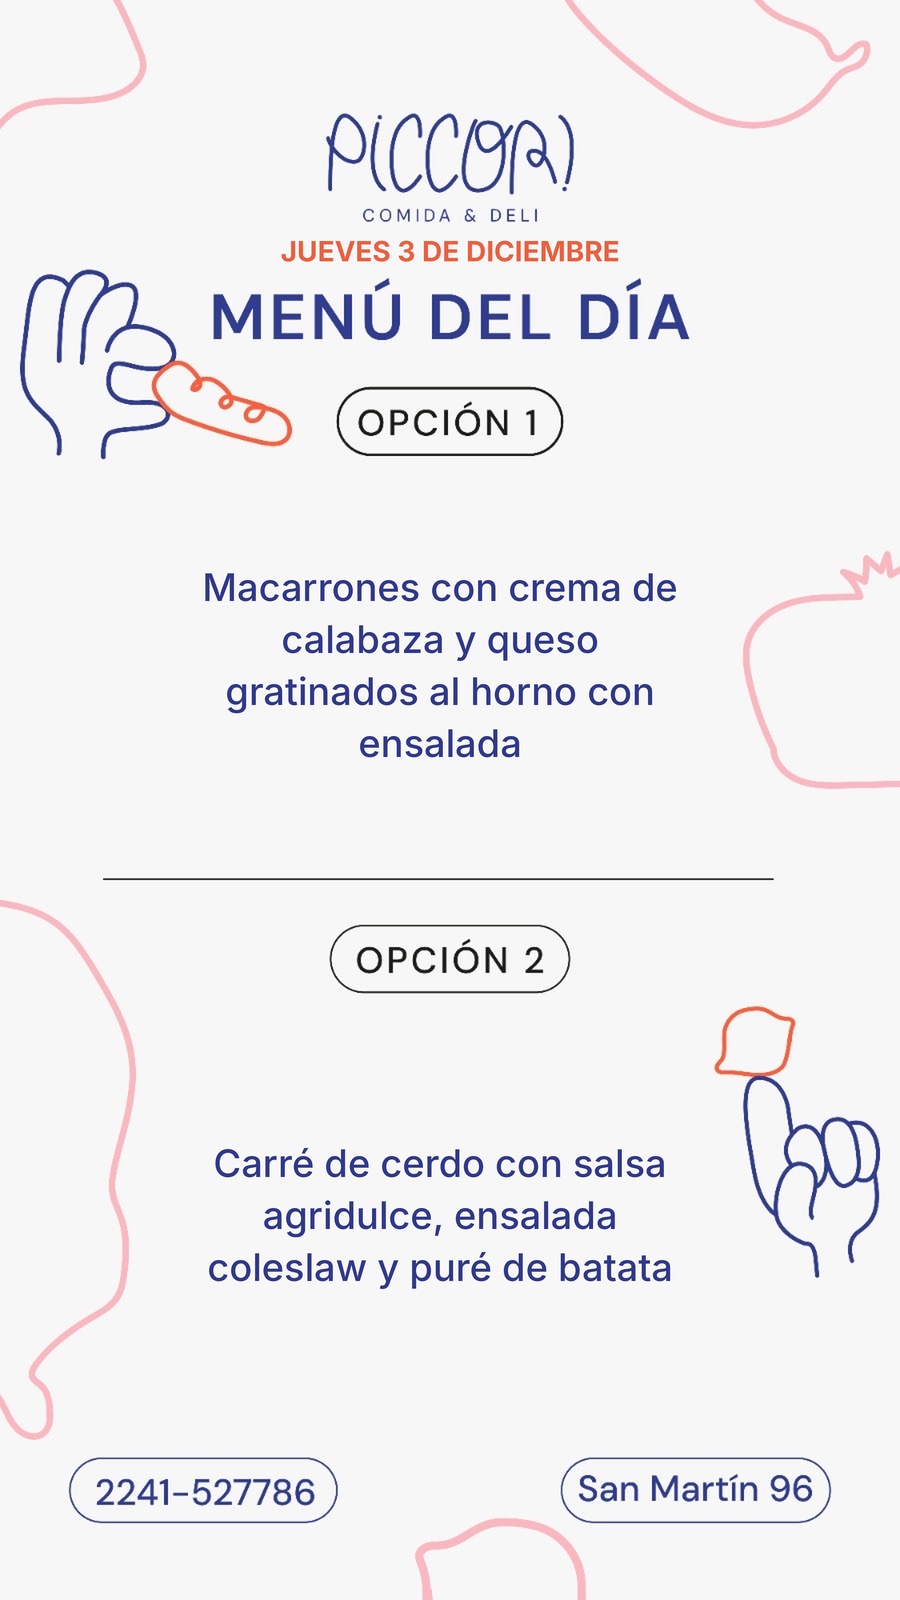 PICCOR!
COMIDA & DELI
JUEVES 3 DE DICIEMBRE
MENÚ DEL DÍA
OPCIÓN 1
Macarrones con crema de
calabaza y queso
gratinados al horno con
ensalada
OPCIÓN 2
Carré de cerdo con salsa
agridulce, ensalada
coleslaw y puré de batata
2241-527786
San Martín 96